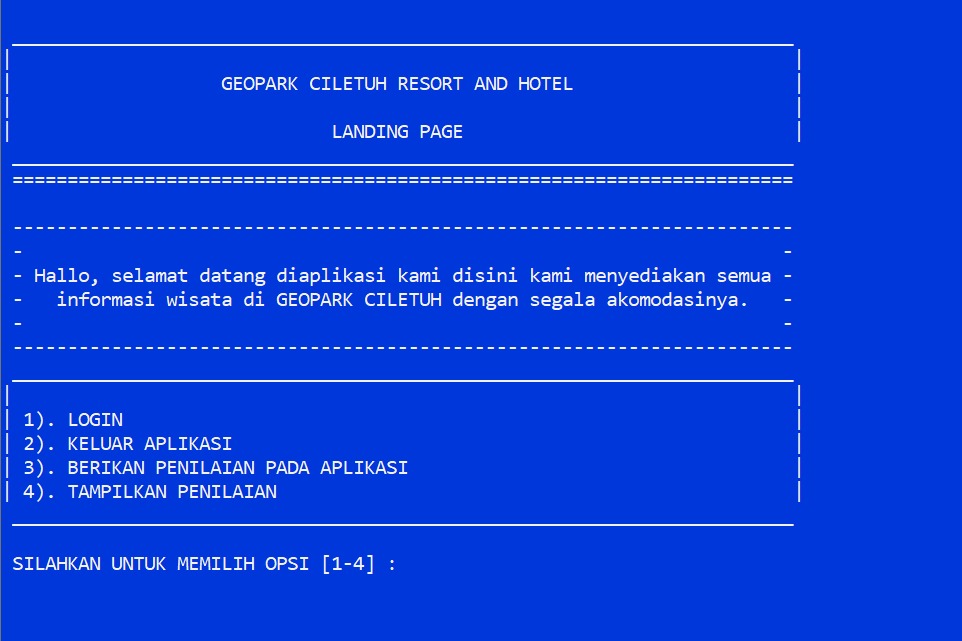 GEOPARK CILETUH RESORT AND HOTEL
LANDING PAGE
Hallo, selamat datang diaplikasi kami disini kami menyediakan semua
informasi wisata di GEOPARK CILETUH dengan segala akomodasinya.
1). LOGIN
2). KELUAR APLIKASI
3). BERIKAN PENILAIAN PADA APLIKASI
4). TAMPILKAN PENILAIAN
SILAHKAN UNTUK MEMILIH OPSI [1-4] :